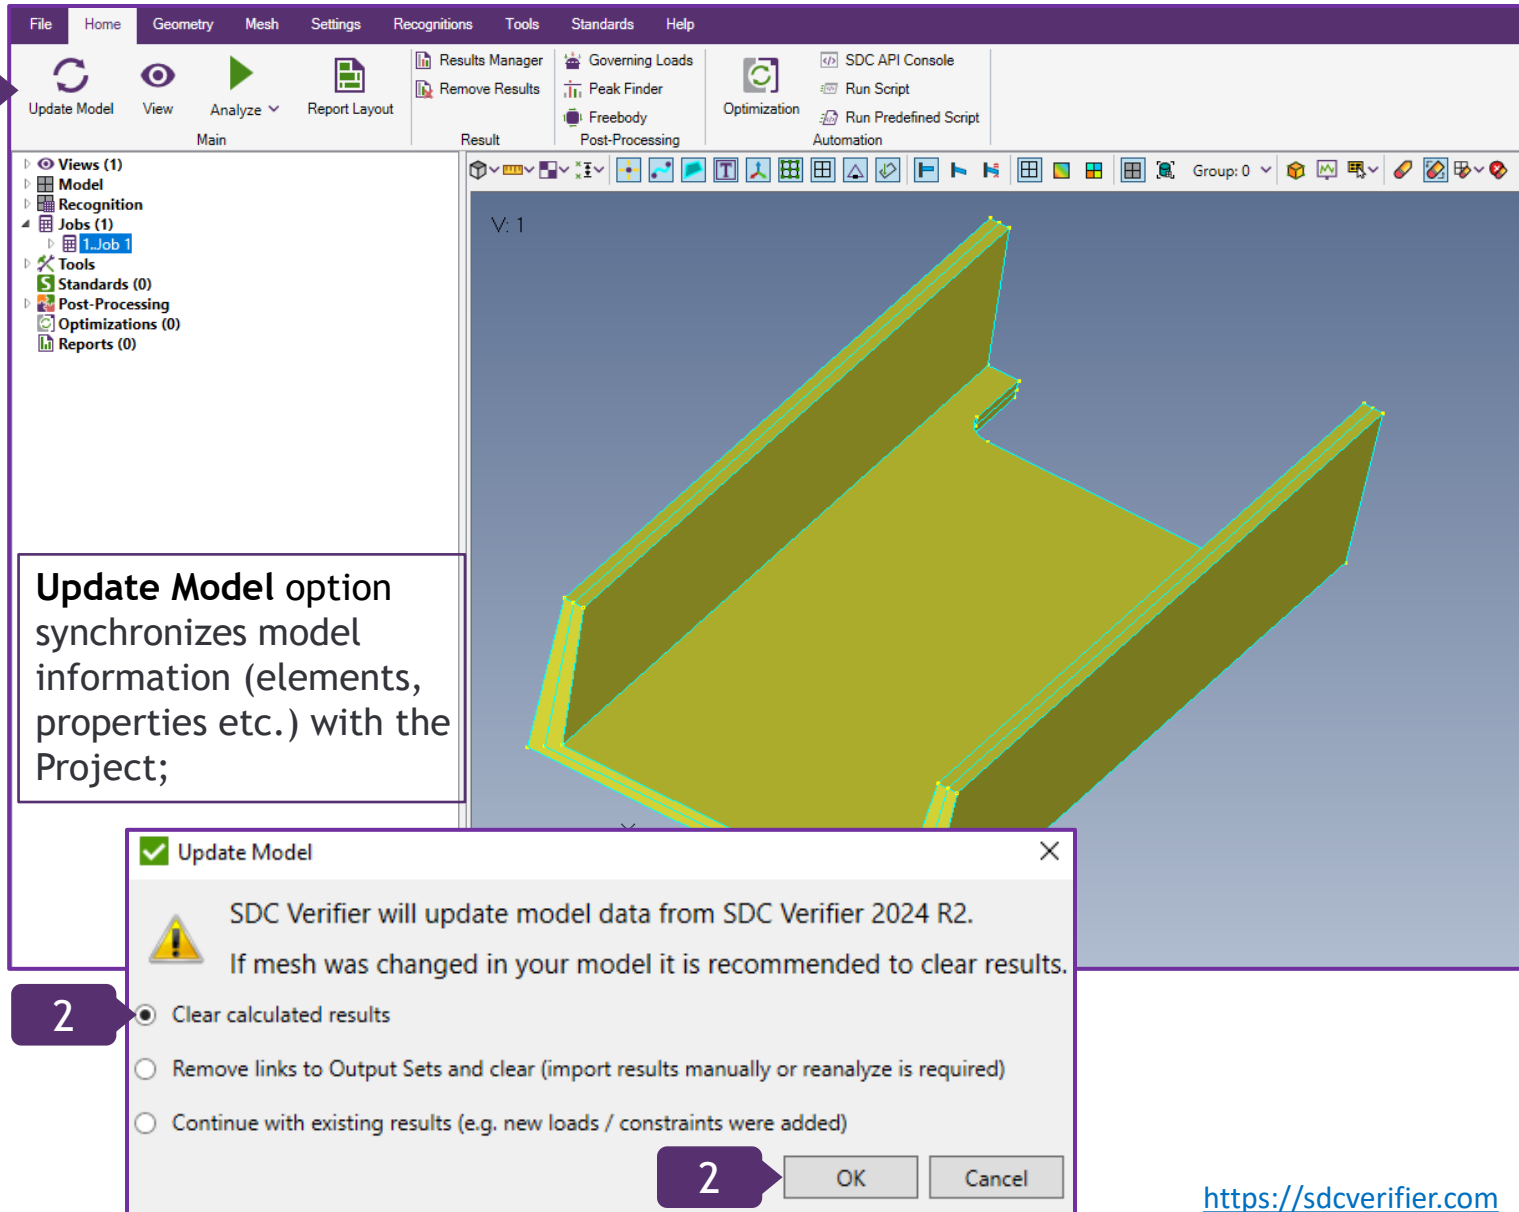 File Home Geometry Mesh Settings Recognitions Tools Standards Help
Update Model
View
Analyze
Report Layout
Main
Results Manager
Remove Results
Result
Governing Loads
Peak Finder
Freebody
Post-Processing
Optimization
SDC API Console
Run Script
Run Predefined Script
Automation
Views (1)
Model
Recognition
Jobs (1)
1..Job 1
Tools
Standards (0)
Post-Processing
Optimizations (0)
Reports (0)
Group: 0
V: 1
Update Model option
synchronizes model
information (elements,
properties etc.) with the
Project;
Update Model
SDC Verifier will update model data from SDC Verifier 2024 R2.
If mesh was changed in your model it is recommended to clear results.
2
Clear calculated results
Remove links to Output Sets and clear (import results manually or reanalyze is required)
Continue with existing results (e.g. new loads / constraints were added)
2
OK
Cancel
https://sdcverifier.com